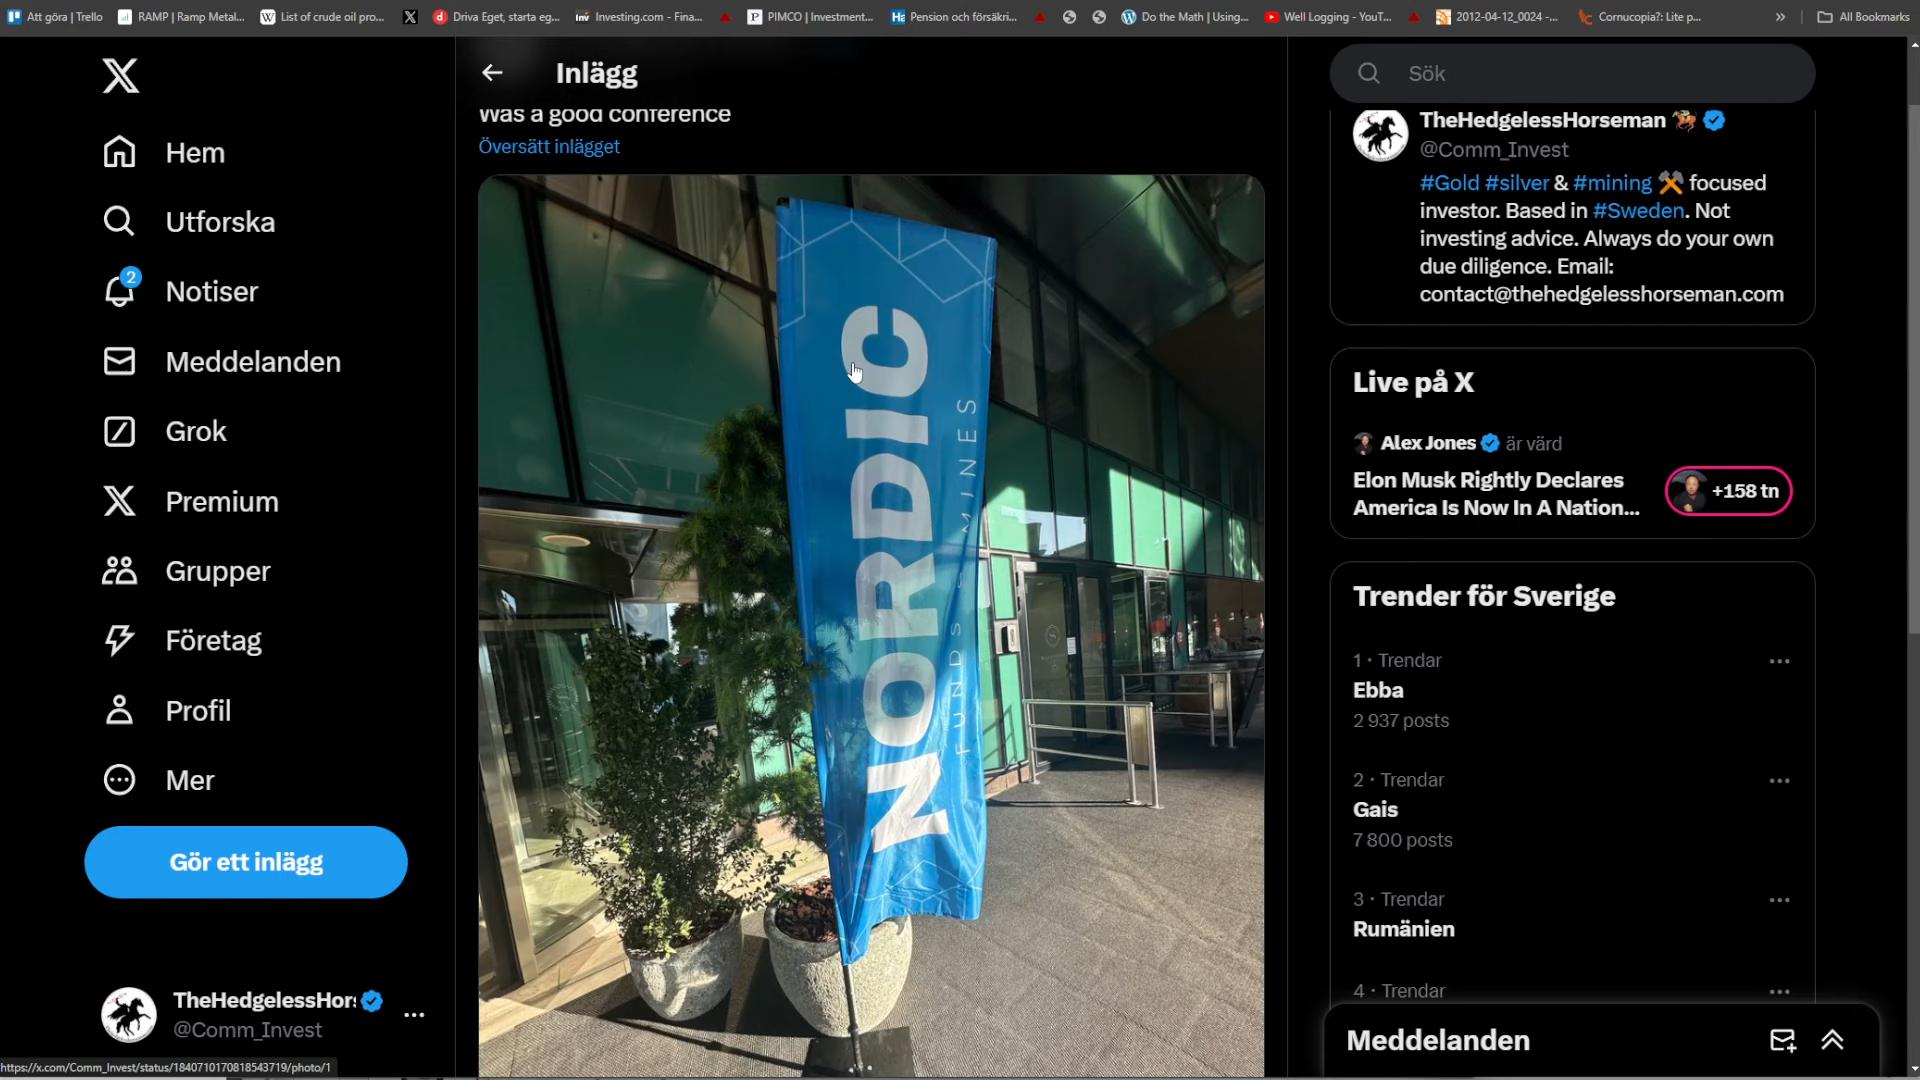 Att göra | Trello
RAMP | Ramp Metal...
List of crude oil pro...
Driva Eget, starta eg...
Investing.com - Fina...
PIMCO | Investment...
Pension och försäkri...
Do the Math | Using...
Well Logging - YouT...
2012-04-12_0024 -...
Cornucopia?: Lite p...
All Bookmarks
Hem
Utforska
2
Notiser
Meddelanden
Grok
Premium
Grupper
Företag
Profil
Mer
Gör ett inlägg
TheHedgelessHors
@Comm_Invest
https://x.com/Comm_Invest/status/1840710170818543719/photo/1
Inlägg
Was a good conference
Översätt inlägget
NORDIC
FUNDS MINES
Sök
TheHedgelessHorseman
@Comm_Invest
#Gold #silver & #mining focused
investor. Based in #Sweden. Not
investing advice. Always do your own
due diligence. Email:
contact@thehedgelesshorseman.com
Live på X
Alex Jones är värd
Elon Musk Rightly Declares
America Is Now In A Nation...
+158 tn
Trender för Sverige
1 · Trendar
Ebba
2 937 posts
2 · Trendar
Gais
7 800 posts
3 · Trendar
Rumänien
4 · Trendar
Meddelanden